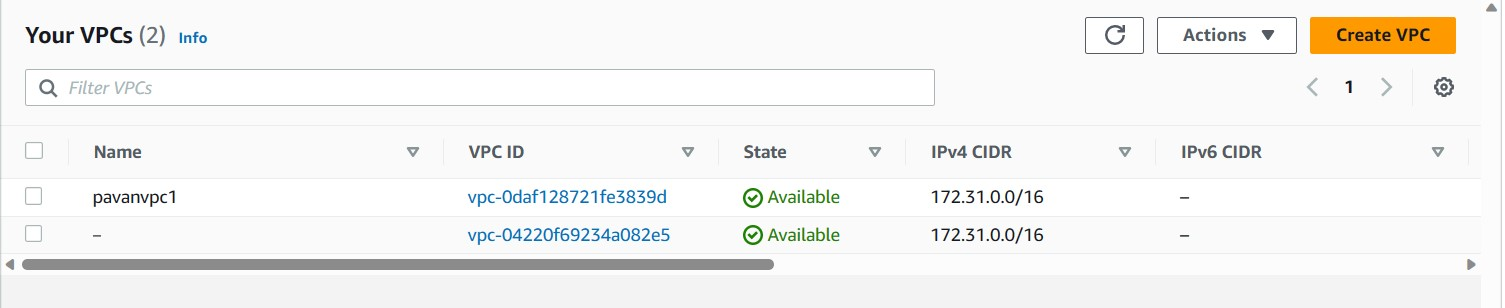 Your VPCs (2) Info
Actions Create VPC
Filter VPCs
1
Name VPC ID State IPv4 CIDR IPv6 CIDR
pavanvpc1 vpc-0daf128721fe3839d Available 172.31.0.0/16 –
– vpc-04220f69234a082e5 Available 172.31.0.0/16 –